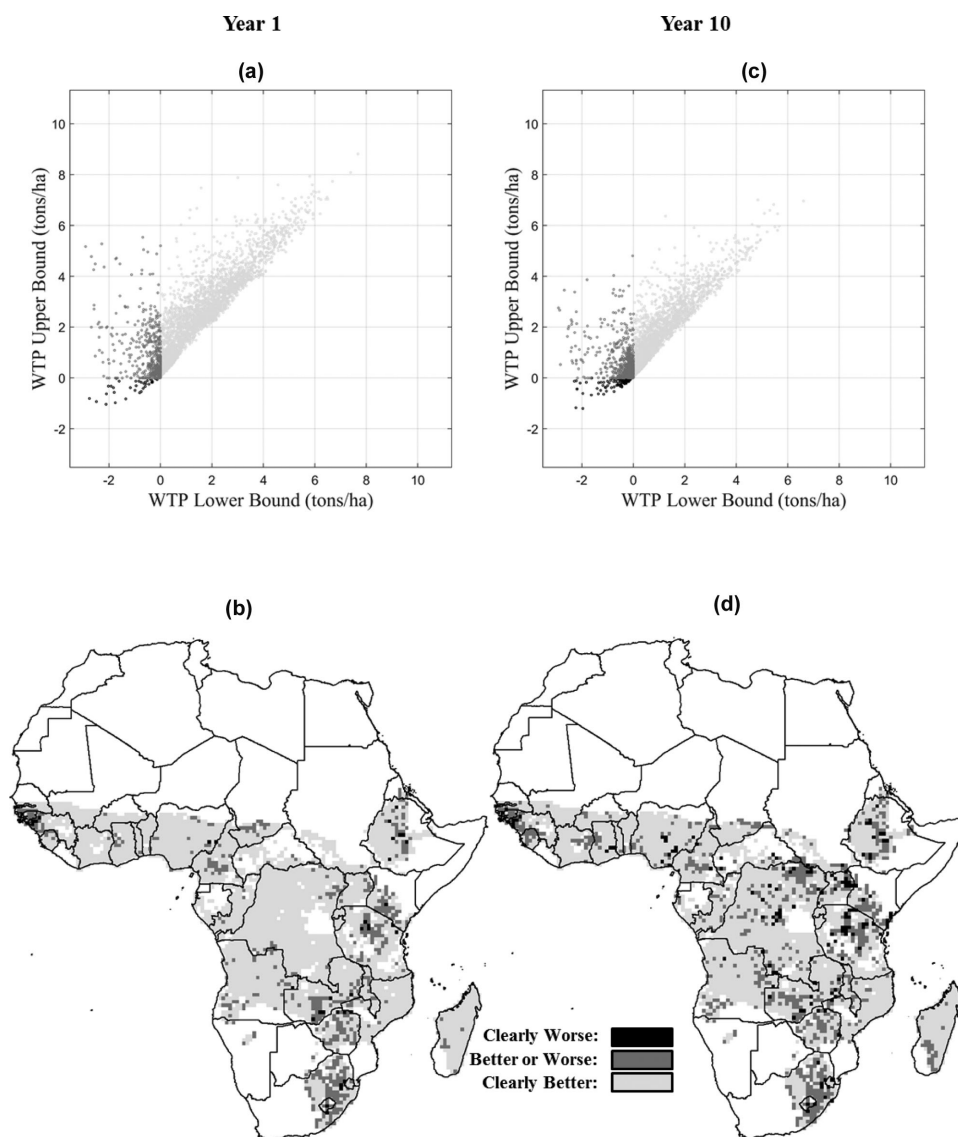 Year 1
Year 10
(a)
(c)
10
8
6
4
2
0
-2
WTP Upper Bound (tons/ha)
-2 0 2 4 6 8 10
WTP Lower Bound (tons/ha)
10
8
6
4
2
0
-2
WTP Upper Bound (tons/ha)
-2 0 2 4 6 8 10
WTP Lower Bound (tons/ha)
(b)
(d)
Clearly Worse:
Better or Worse:
Clearly Better: